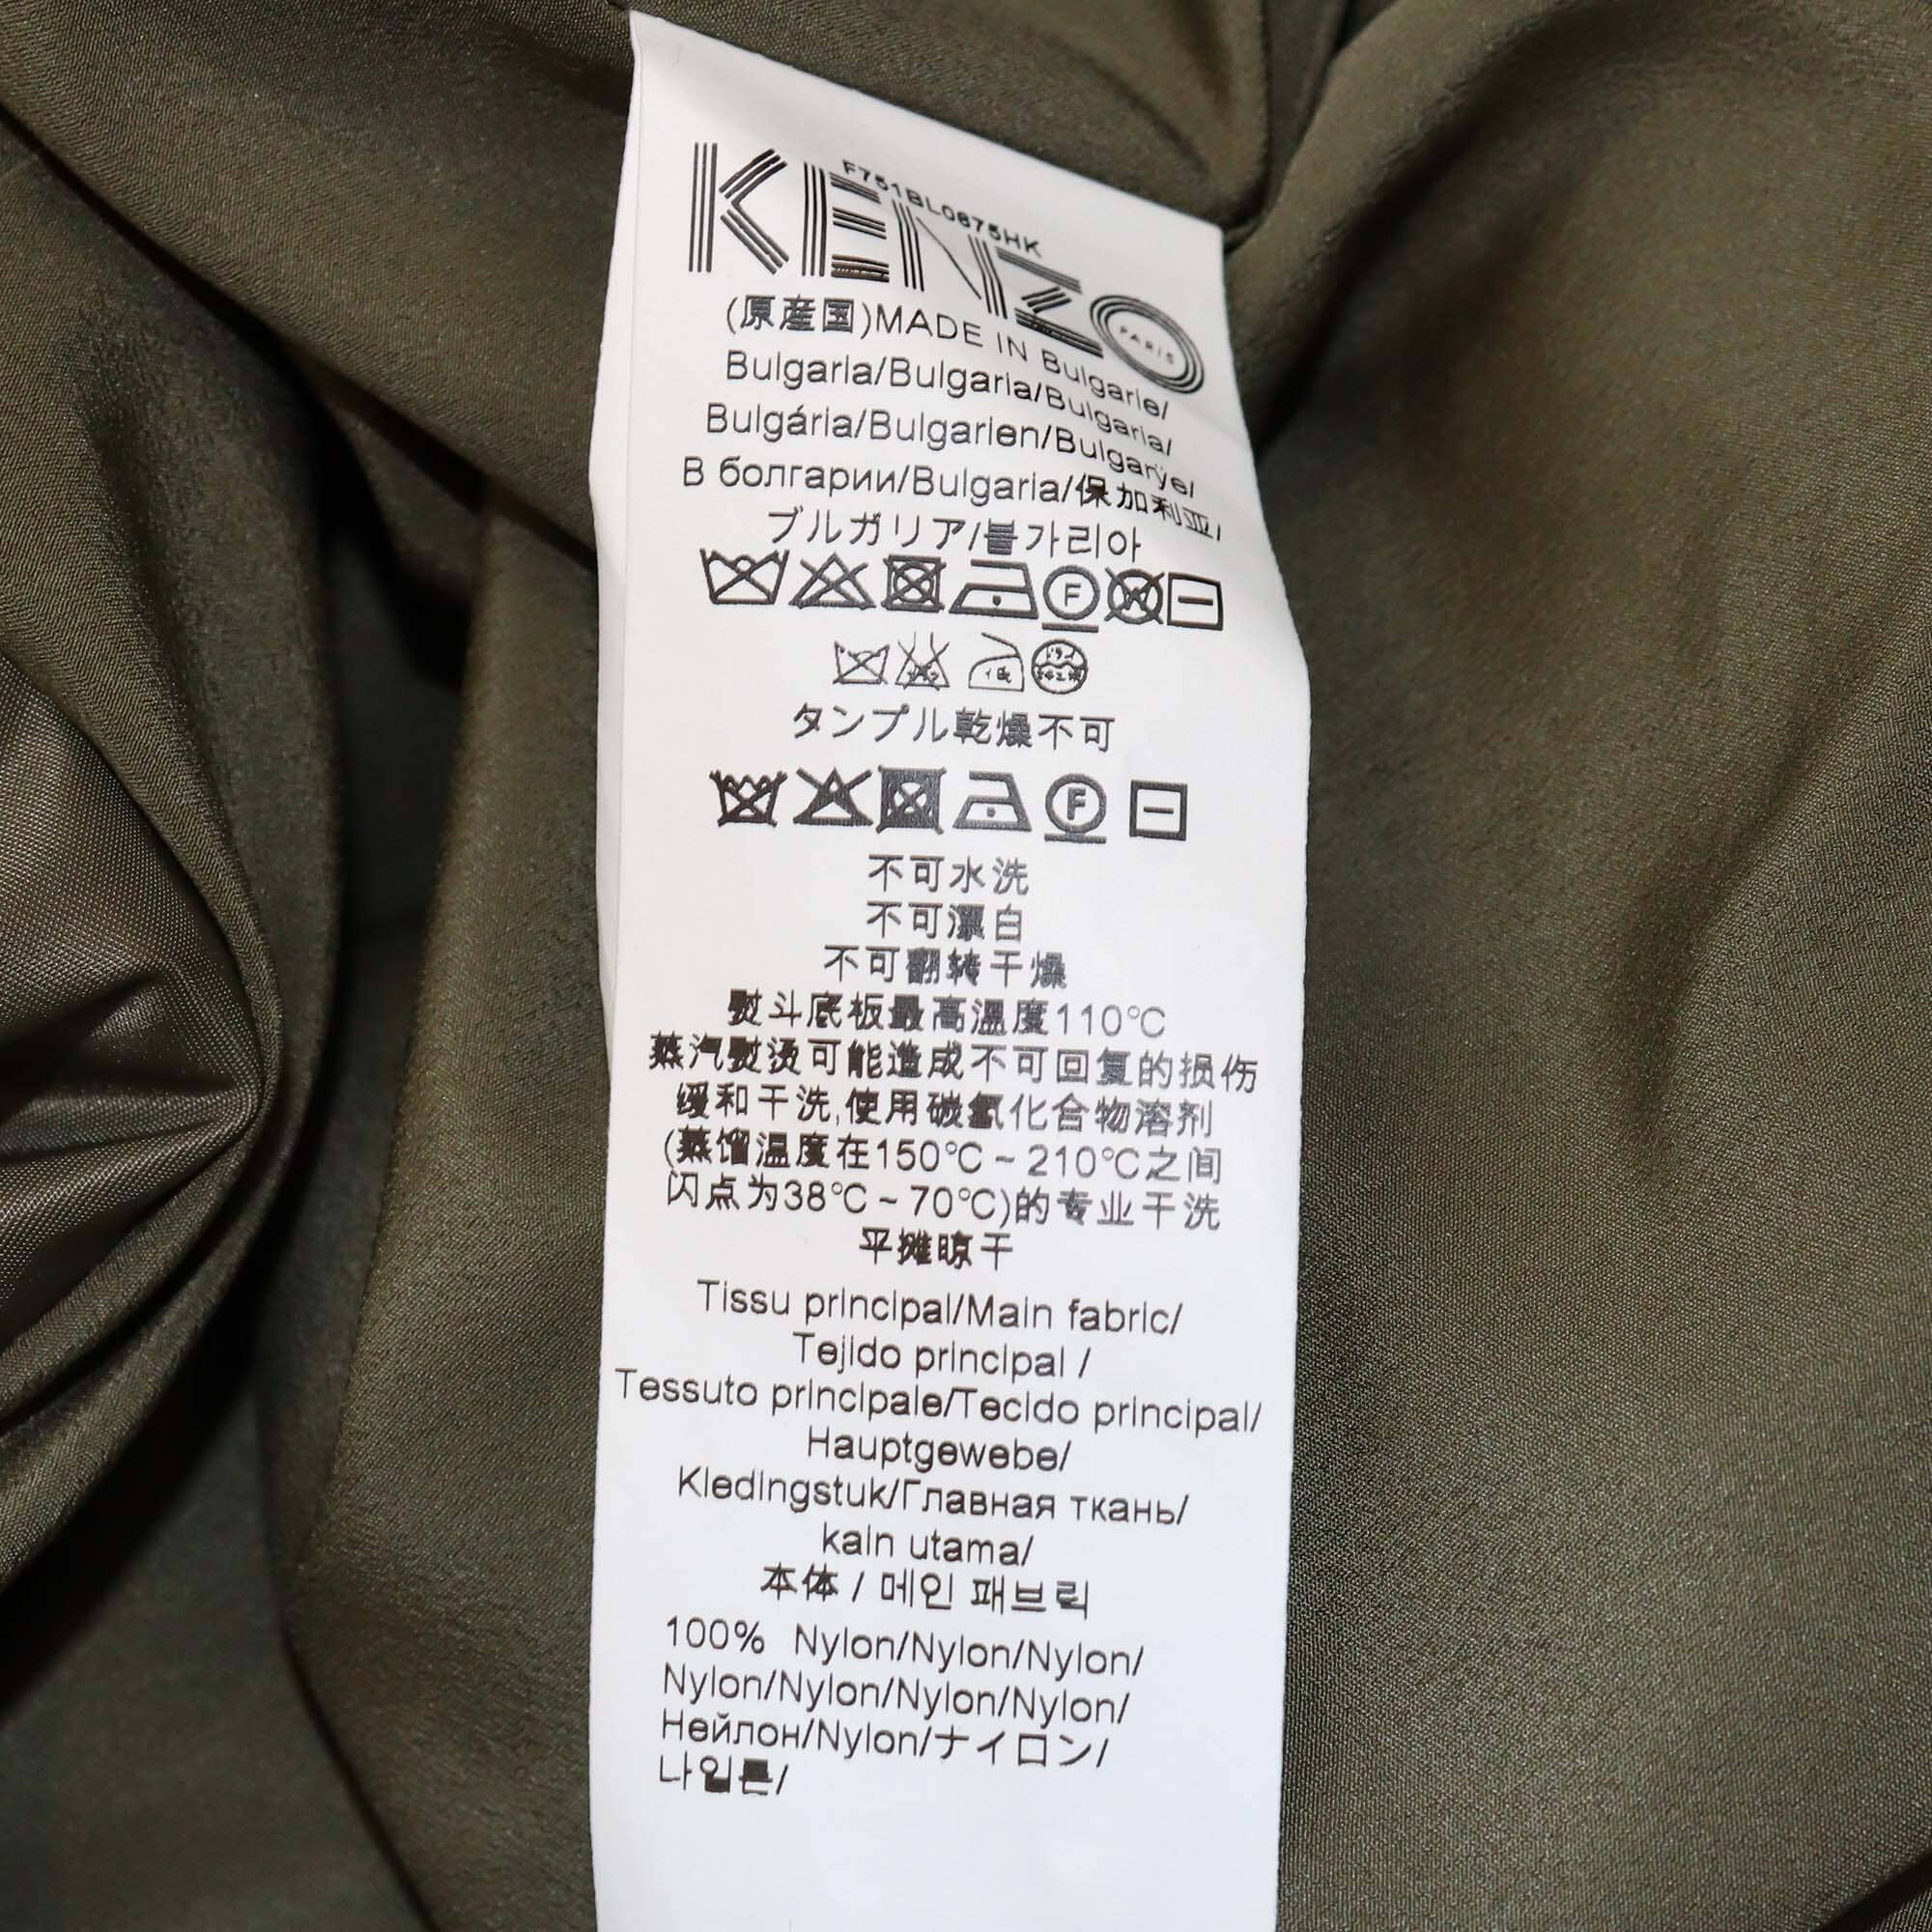 F751BL0675HK
KENZO
PARIS
(原産国)MADE IN Bulgarie/
Bulgaria/Bulgaria/Bulgaria/
Bulgária/Bulgarien/Bulgarÿe/
В болгарии/Bulgaria/保加利亚/
ブルガリア/불가리아
F W
低 ドライ
タンブル乾燥不可
F
不可水洗
不可漂白
不可翻转干燥
熨斗底板最高温度110℃
蒸汽熨烫可能造成不可回复的损伤
缓和干洗,使用碳氢化合物溶剂
(蒸馏温度在150℃~210℃之间
闪点为38℃~70℃)的专业干洗
平摊晾干
Tissu principal/Main fabric/
Tejido principal /
Tessuto principale/Tecido principal/
Hauptgewebe/
Kledingstuk/Главная ткань/
kain utama/
本体 / 메인 패브릭
100% Nylon/Nylon/Nylon/
Nylon/Nylon/Nylon/Nylon/
Нейлон/Nylon/ナイロン/
나일론/